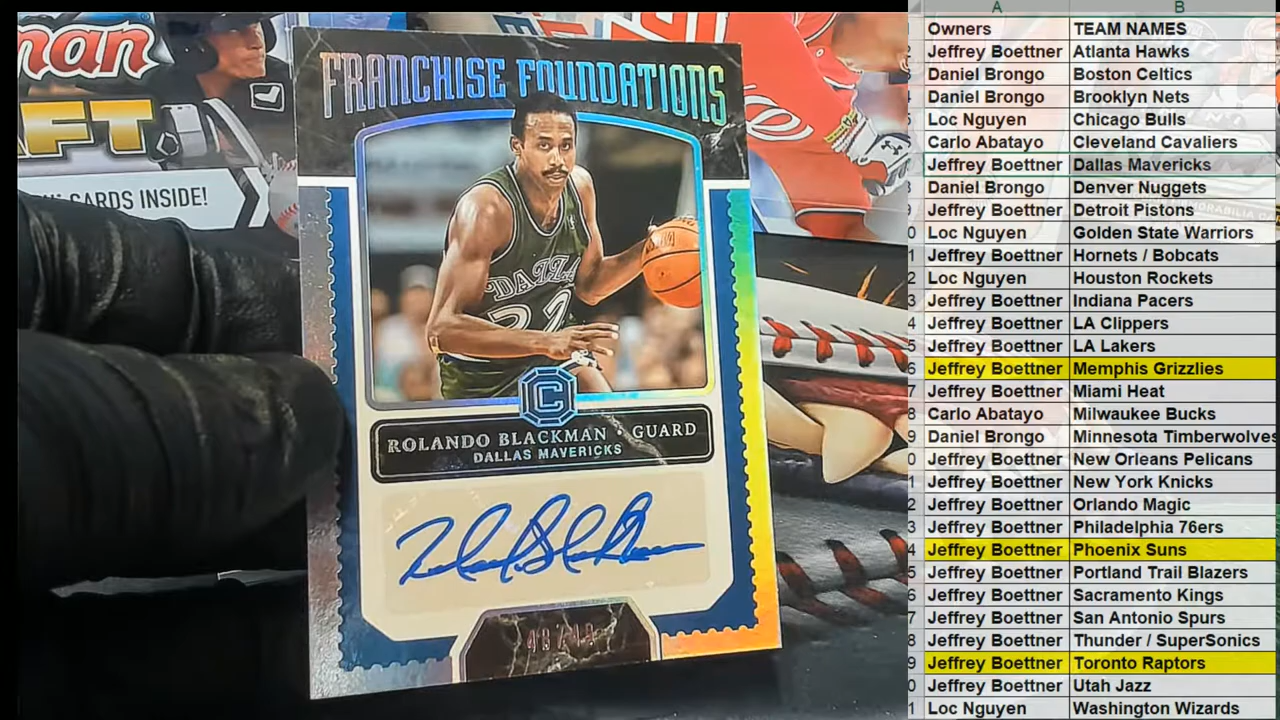 man
AFT
CARDS INSIDE!
FRANCHISE FOUNDATIONS
DALLAS
22
C
ROLANDO BLACKMAN · GUARD
DALLAS MAVERICKS
A B
Owners TEAM NAMES
Jeffrey Boettner Atlanta Hawks
Daniel Brongo Boston Celtics
Daniel Brongo Brooklyn Nets
Loc Nguyen Chicago Bulls
Carlo Abatayo Cleveland Cavaliers
Jeffrey Boettner Dallas Mavericks
Daniel Brongo Denver Nuggets
Jeffrey Boettner Detroit Pistons
Loc Nguyen Golden State Warriors
Jeffrey Boettner Hornets / Bobcats
Loc Nguyen Houston Rockets
Jeffrey Boettner Indiana Pacers
Jeffrey Boettner LA Clippers
Jeffrey Boettner LA Lakers
Jeffrey Boettner Memphis Grizzlies
Jeffrey Boettner Miami Heat
Carlo Abatayo Milwaukee Bucks
Daniel Brongo Minnesota Timberwolves
Jeffrey Boettner New Orleans Pelicans
Jeffrey Boettner New York Knicks
Jeffrey Boettner Orlando Magic
Jeffrey Boettner Philadelphia 76ers
Jeffrey Boettner Phoenix Suns
Jeffrey Boettner Portland Trail Blazers
Jeffrey Boettner Sacramento Kings
Jeffrey Boettner San Antonio Spurs
Jeffrey Boettner Thunder / SuperSonics
Jeffrey Boettner Toronto Raptors
Jeffrey Boettner Utah Jazz
Loc Nguyen Washington Wizards